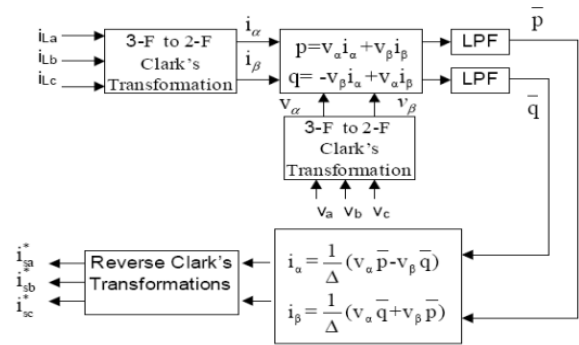 iLa
iLb
iLc
3-F to 2-F
Clark's
Transformation
iα
iβ
p=vαiα+vβiβ
q= -vβiα+vαiβ
LPF
LPF
p̅
q̅
vα
vβ
3-F to 2-F
Clark's
Transformation
va vb vc
iα = 1/Δ (vα p̅-vβ q̅)
iβ = 1/Δ (vα q̅+vβ p̅)
Reverse Clark's
Transformations
i*sa
i*sb
i*sc